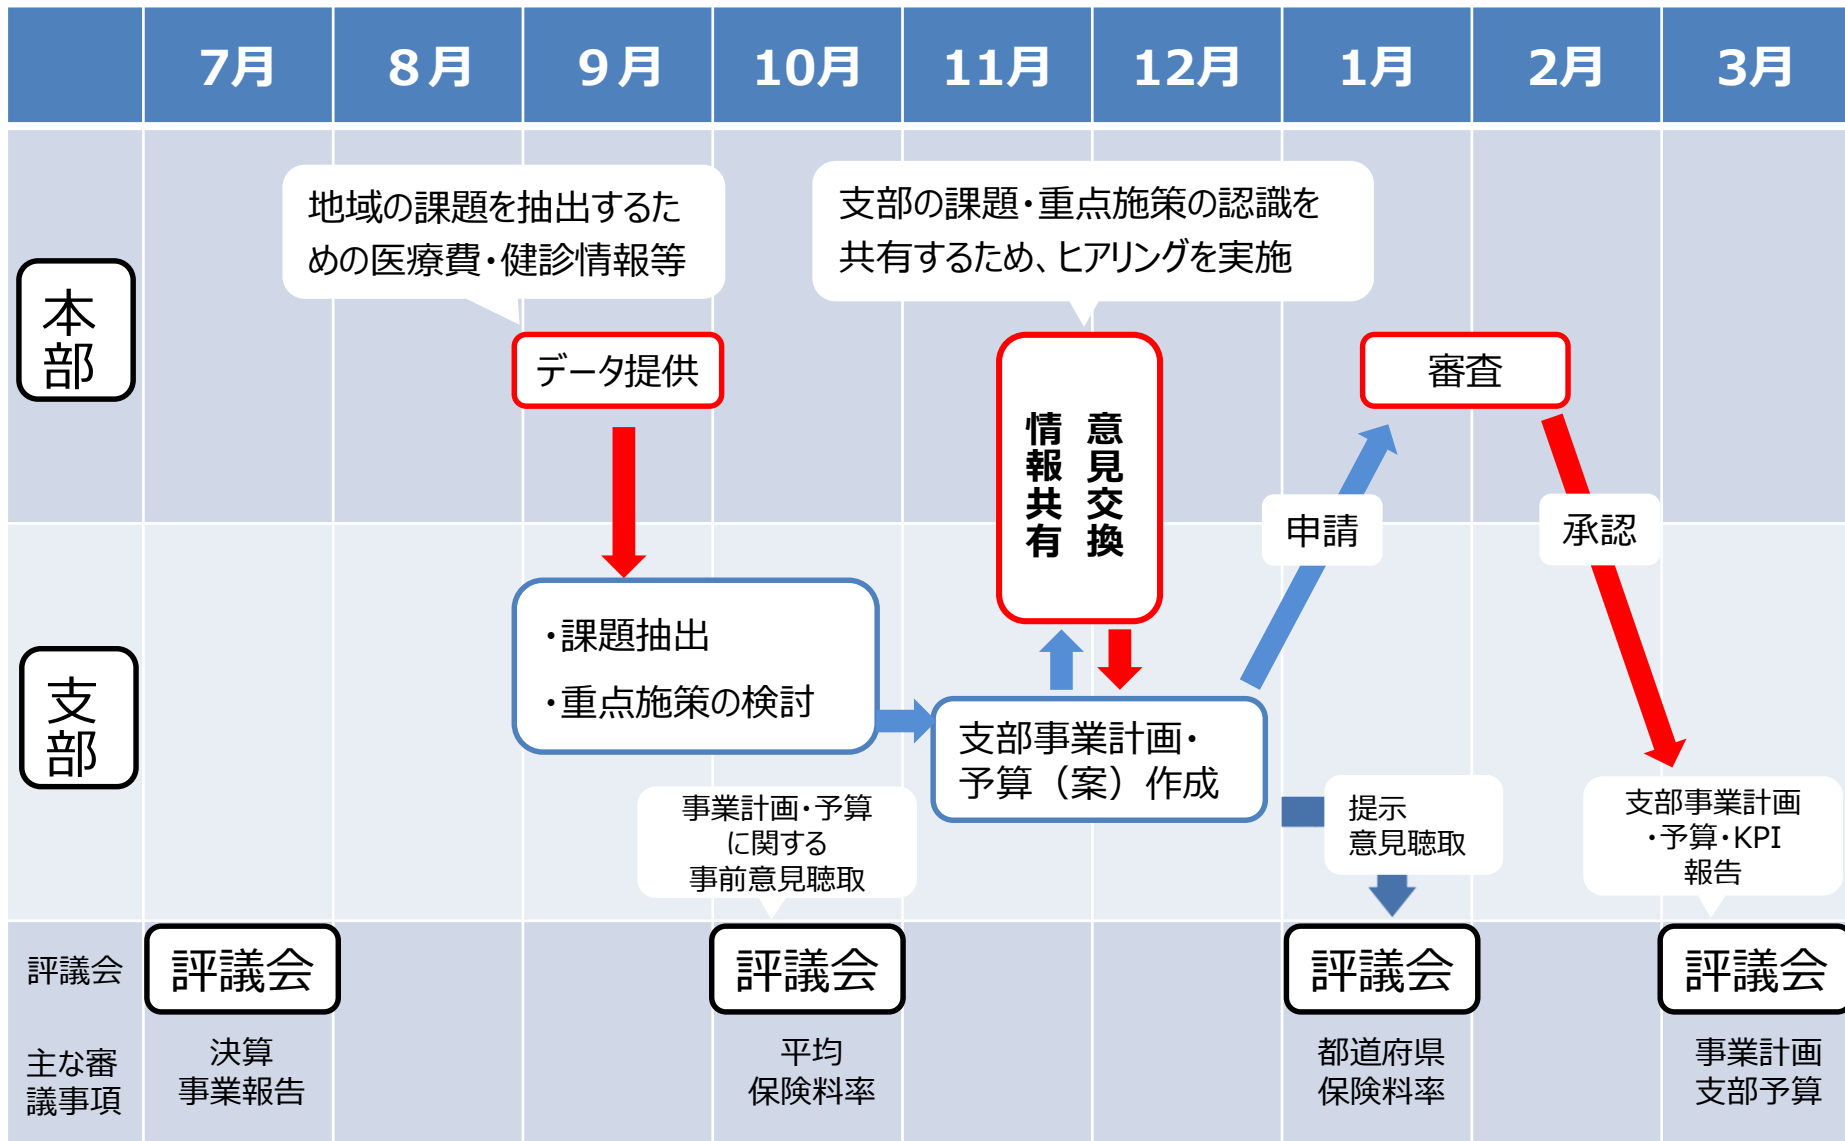 7月
８月
９月
10月
11月
12月
1月
2月
3月
本部
地域の課題を抽出するた
めの医療費・健診情報等
データ提供
支部の課題・重点施策の認識を
共有するため、ヒアリングを実施
意見交換
情報共有
審査
申請
承認
支部
・課題抽出
・重点施策の検討
支部事業計画・
予算（案）作成
事業計画・予算
に関する
事前意見聴取
提示
意見聴取
支部事業計画
・予算・KPI
報告
評議会
評議会
評議会
評議会
評議会
主な審
議事項
決算
事業報告
平均
保険料率
都道府県
保険料率
事業計画
支部予算